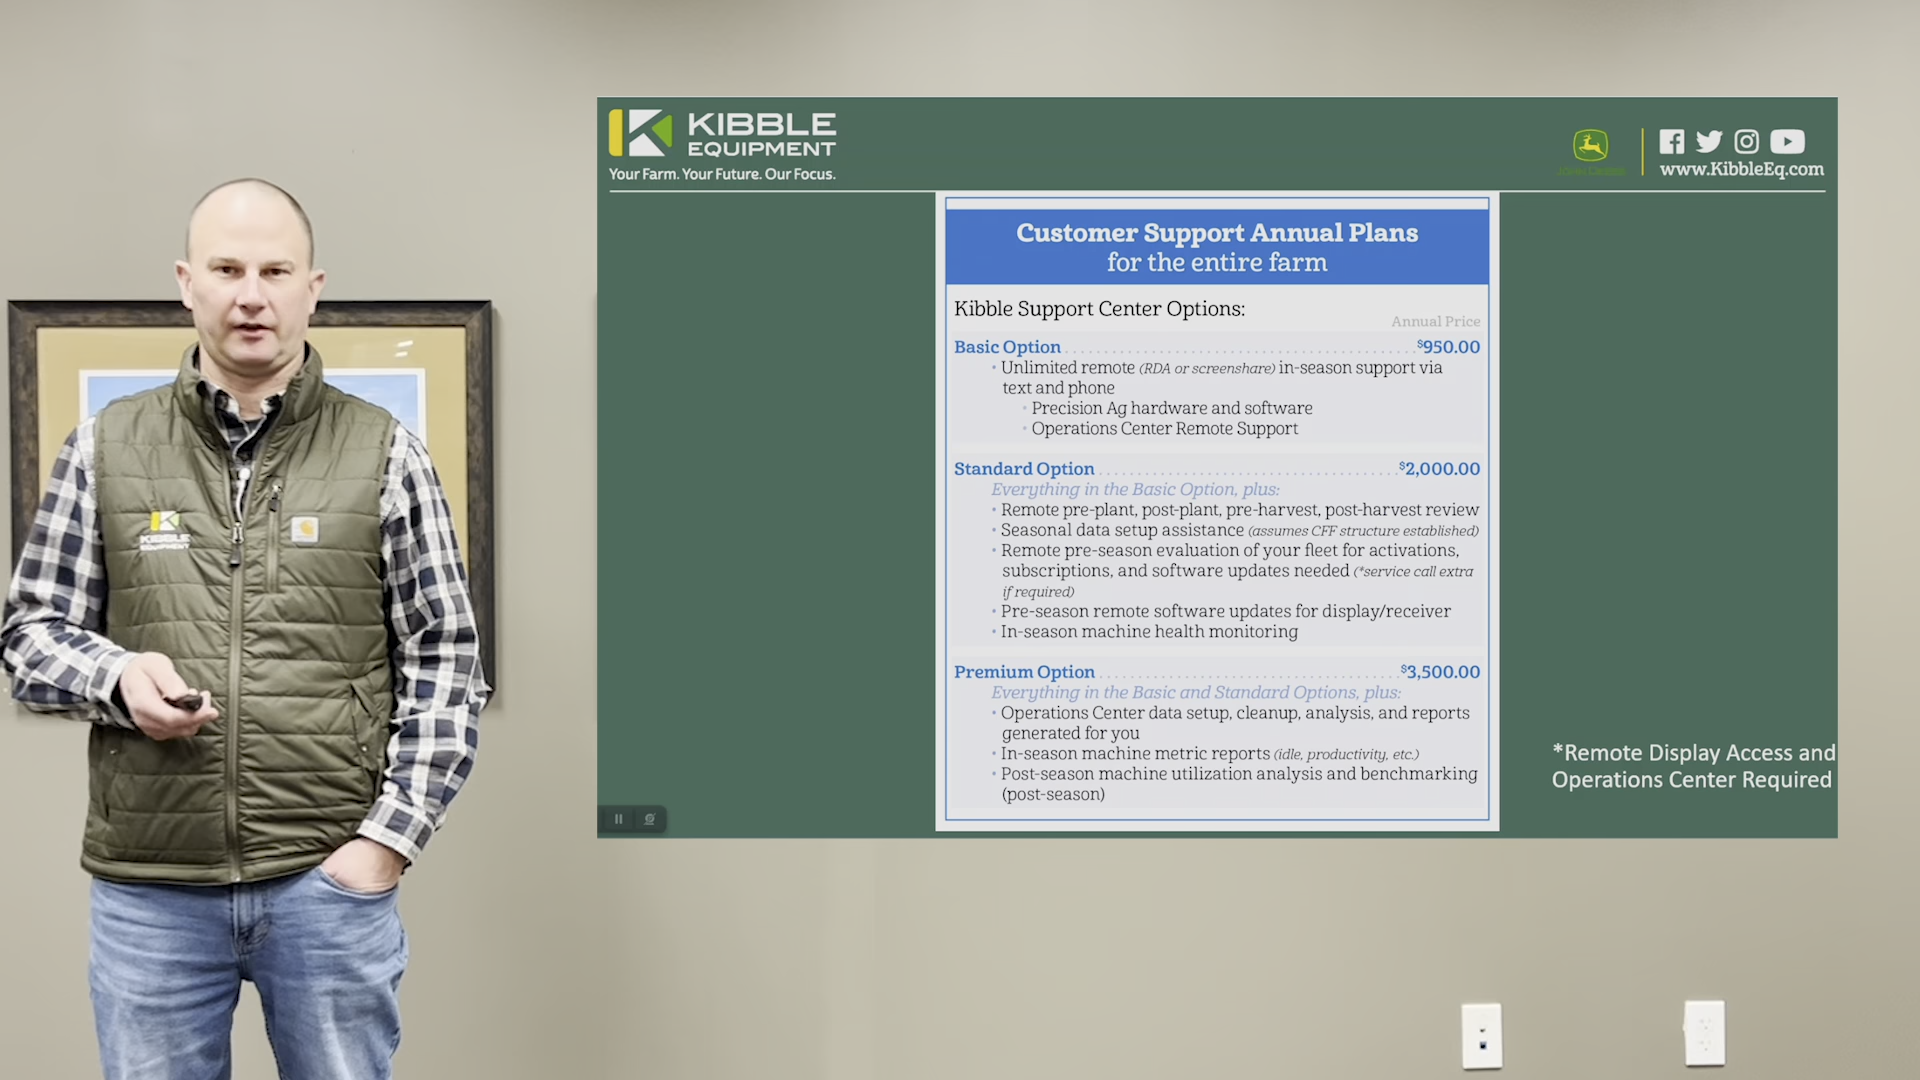 KIBBLE
EQUIPMENT
Your Farm. Your Future. Our Focus.
www.KibbleEq.com
Customer Support Annual Plans
for the entire farm
Kibble Support Center Options:
Annual Price
Basic Option $950.00
• Unlimited remote (RDA or screenshare) in-season support via
text and phone
• Precision Ag hardware and software
• Operations Center Remote Support
Standard Option $2,000.00
Everything in the Basic Option, plus:
• Remote pre-plant, post-plant, pre-harvest, post-harvest review
• Seasonal data setup assistance (assumes CFF structure established)
• Remote pre-season evaluation of your fleet for activations,
subscriptions, and software updates needed (*service call extra
if required)
• Pre-season remote software updates for display/receiver
• In-season machine health monitoring
Premium Option $3,500.00
Everything in the Basic and Standard Options, plus:
• Operations Center data setup, cleanup, analysis, and reports
generated for you
• In-season machine metric reports (idle, productivity, etc.)
• Post-season machine utilization analysis and benchmarking
(post-season)
*Remote Display Access and
Operations Center Required
KIBBLE
EQUIPMENT